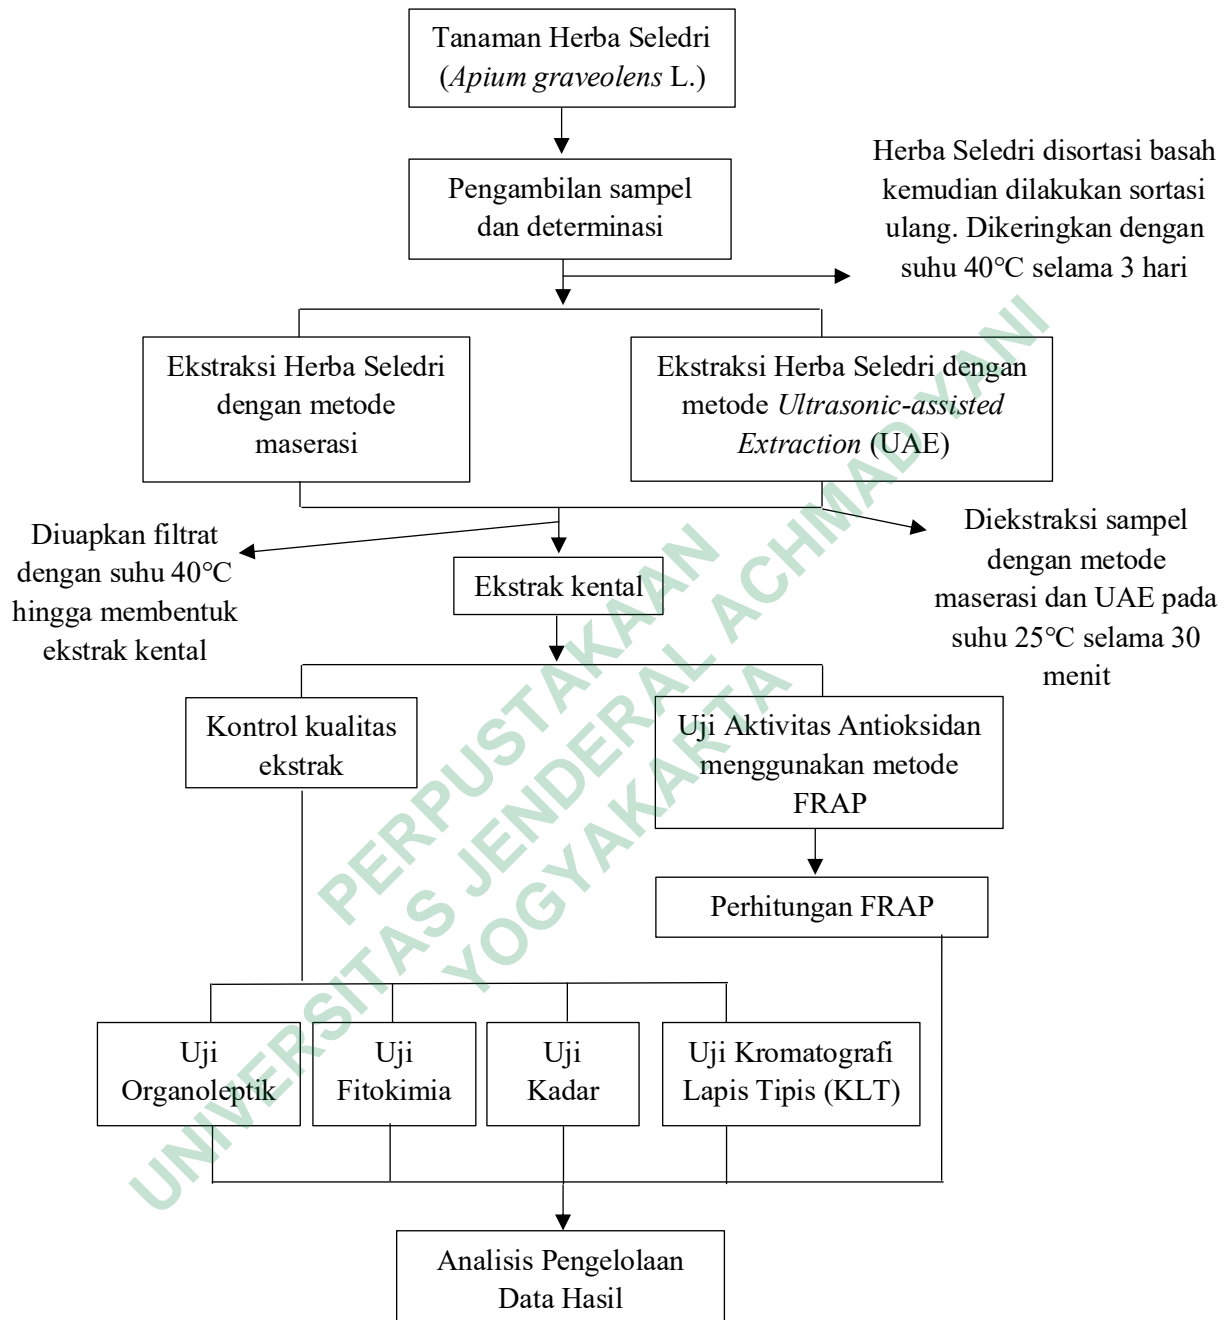 Tanaman Herba Seledri
(Apium graveolens L.)
Pengambilan sampel
dan determinasi
Herba Seledri disortasi basah
kemudian dilakukan sortasi
ulang. Dikeringkan dengan
suhu 40°C selama 3 hari
Ekstraksi Herba Seledri
dengan metode
maserasi
Ekstraksi Herba Seledri dengan
metode Ultrasonic-assisted
Extraction (UAE)
Diuapkan filtrat
dengan suhu 40°C
hingga membentuk
ekstrak kental
Ekstrak kental
Diekstraksi sampel
dengan metode
maserasi dan UAE pada
suhu 25°C selama 30
menit
Kontrol kualitas
ekstrak
Uji Aktivitas Antioksidan
menggunakan metode
FRAP
Perhitungan FRAP
Uji
Organoleptik
Uji
Fitokimia
Uji
Kadar
Uji Kromatografi
Lapis Tipis (KLT)
Analisis Pengelolaan
Data Hasil
PERPUSTAKAAN
UNIVERSITAS JENDERAL ACHMAD YANI
YOGYAKARTA